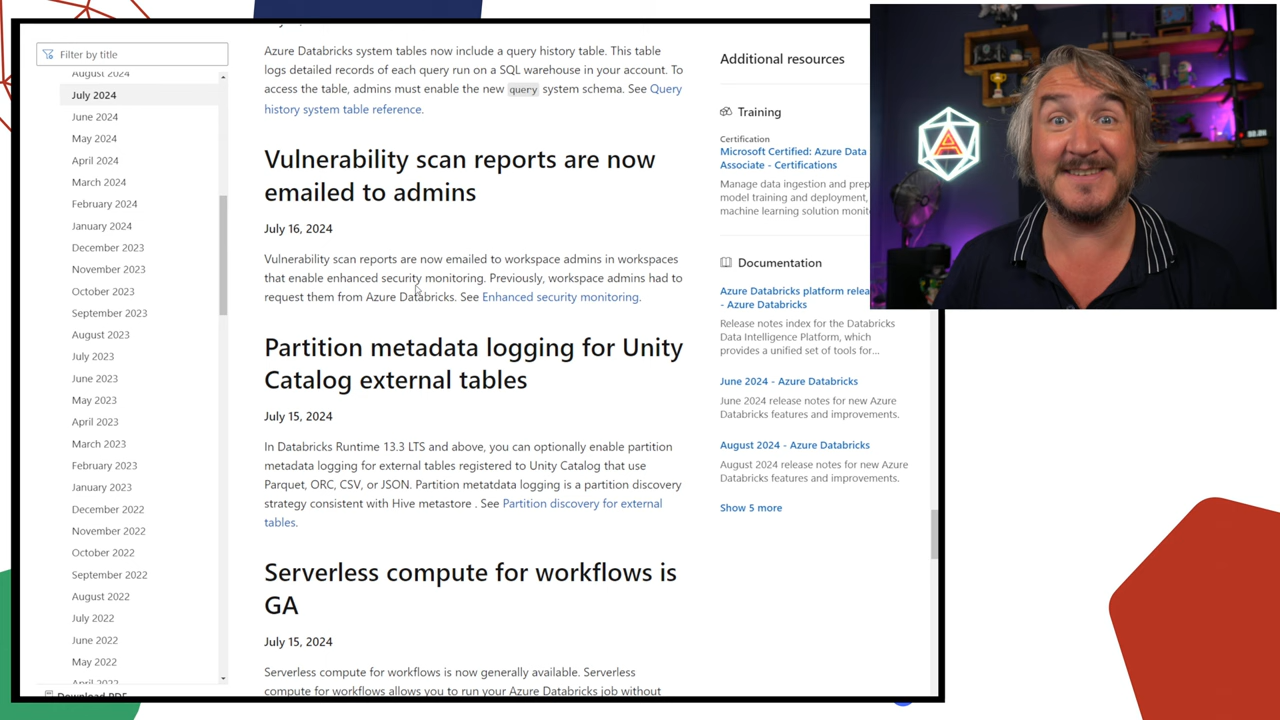 Filter by title
August 2024
July 2024
June 2024
May 2024
April 2024
March 2024
February 2024
January 2024
December 2023
November 2023
October 2023
September 2023
August 2023
July 2023
June 2023
May 2023
April 2023
March 2023
February 2023
January 2023
December 2022
November 2022
October 2022
September 2022
August 2022
July 2022
June 2022
May 2022
April 2022
Download PDF
Azure Databricks system tables now include a query history table. This table
logs detailed records of each query run on a SQL warehouse in your account. To
access the table, admins must enable the new query system schema. See Query
history system table reference.
Vulnerability scan reports are now
emailed to admins
July 16, 2024
Vulnerability scan reports are now emailed to workspace admins in workspaces
that enable enhanced security monitoring. Previously, workspace admins had to
request them from Azure Databricks. See Enhanced security monitoring.
Partition metadata logging for Unity
Catalog external tables
July 15, 2024
In Databricks Runtime 13.3 LTS and above, you can optionally enable partition
metadata logging for external tables registered to Unity Catalog that use
Parquet, ORC, CSV, or JSON. Partition metatdata logging is a partition discovery
strategy consistent with Hive metastore . See Partition discovery for external
tables.
Serverless compute for workflows is
GA
July 15, 2024
Serverless compute for workflows is now generally available. Serverless
compute for workflows allows you to run your Azure Databricks job without
Additional resources
Training
Certification
Microsoft Certified: Azure Data
Associate - Certifications
Manage data ingestion and prep
model training and deployment,
machine learning solution monit
Documentation
Azure Databricks platform relea
- Azure Databricks
Release notes index for the Databricks
Data Intelligence Platform, which
provides a unified set of tools for...
June 2024 - Azure Databricks
June 2024 release notes for new Azure
Databricks features and improvements.
August 2024 - Azure Databricks
August 2024 release notes for new Azure
Databricks features and improvements.
Show 5 more